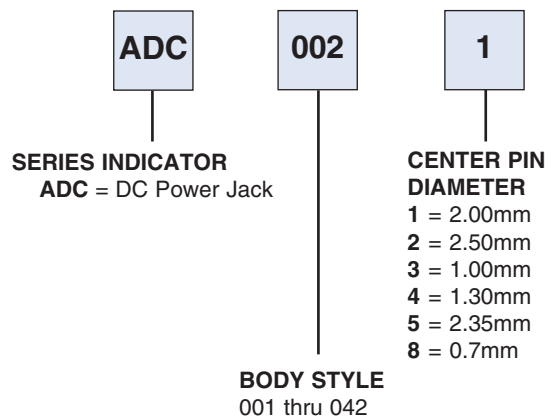 ADC 002 1
SERIES INDICATOR
ADC = DC Power Jack
CENTER PIN
DIAMETER
1 = 2.00mm
2 = 2.50mm
3 = 1.00mm
4 = 1.30mm
5 = 2.35mm
8 = 0.7mm
BODY STYLE
001 thru 042